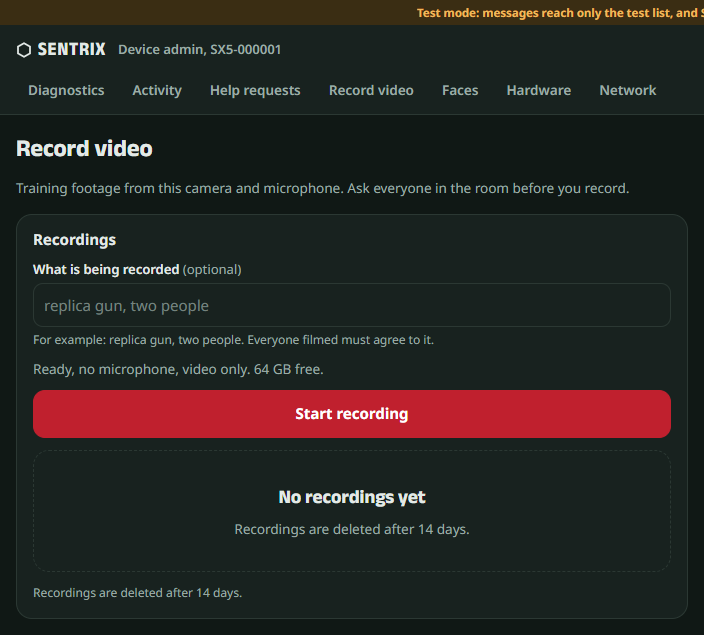 Test mode: messages reach only the test list, and
SENTRIX Device admin, SX5-000001
Diagnostics Activity Help requests Record video Faces Hardware Network
Record video
Training footage from this camera and microphone. Ask everyone in the room before you record.
Recordings
What is being recorded (optional)
replica gun, two people
For example: replica gun, two people. Everyone filmed must agree to it.
Ready, no microphone, video only. 64 GB free.
Start recording
No recordings yet
Recordings are deleted after 14 days.
Recordings are deleted after 14 days.